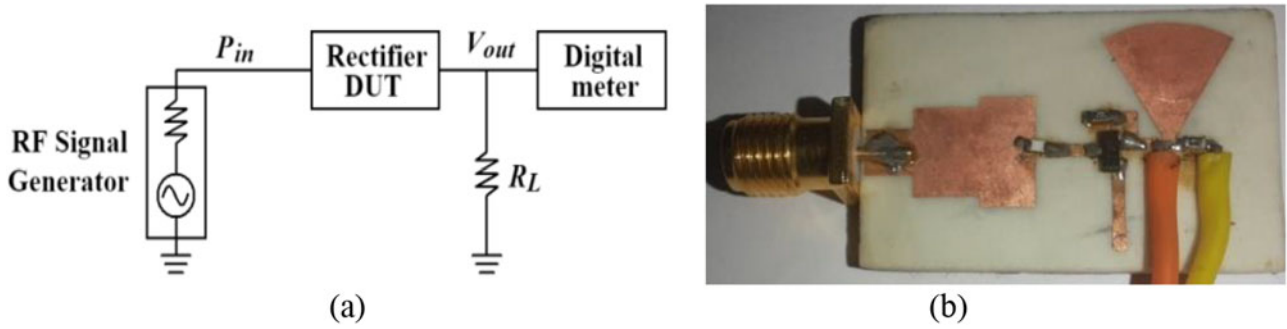 P_in
V_out
Rectifier
DUT
Digital
meter
RF Signal
Generator
R_L
(a)
(b)